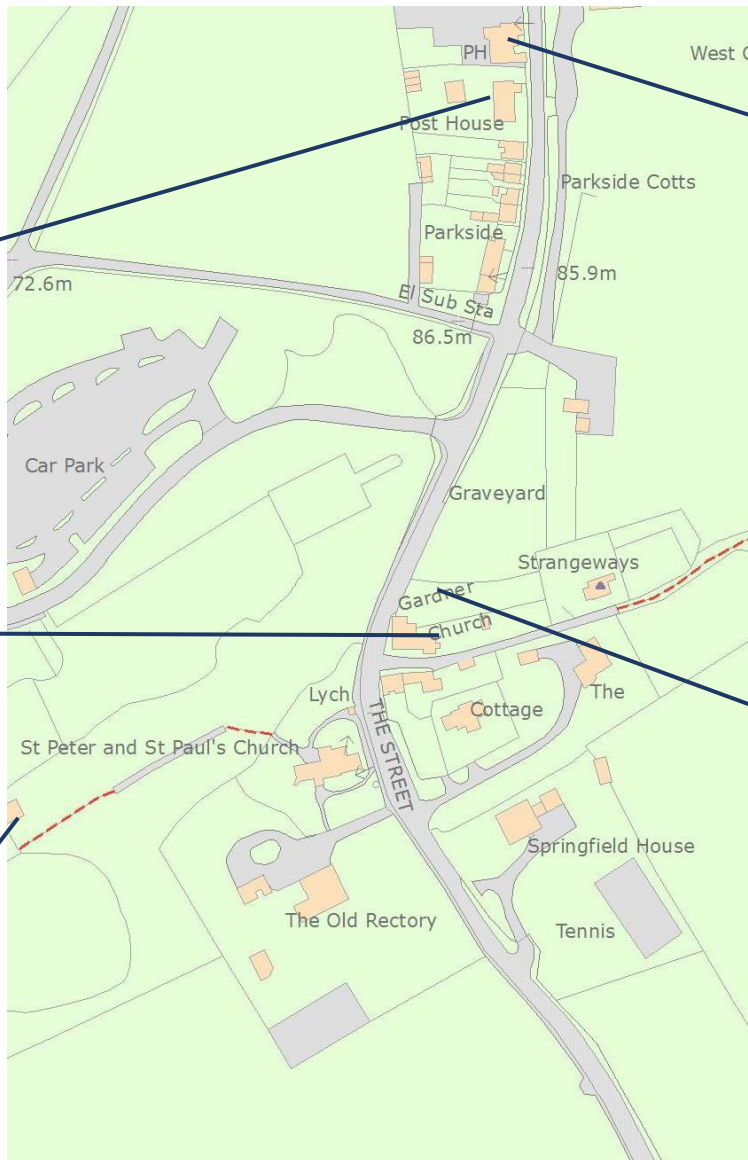 PH
West C
Post House
Parkside Cotts
Parkside
85.9m
72.6m
El Sub Sta
86.5m
Car Park
Graveyard
Strangeways
Gardner
Church
Lych
The
Cottage
THE STREET
St Peter and St Paul's Church
Springfield House
The Old Rectory
Tennis